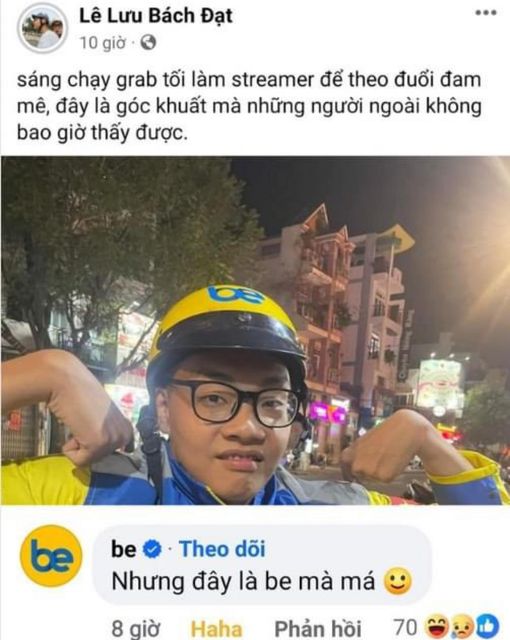 Lê Lưu Bách Đạt
10 giờ ·
sáng chạy grab tối làm streamer để theo đuổi đam
mê, đây là góc khuất mà những người ngoài không
bao giờ thấy được.
be
be
be · Theo dõi
Nhưng đây là be mà má 🙂
8 giờ Haha Phản hồi 70